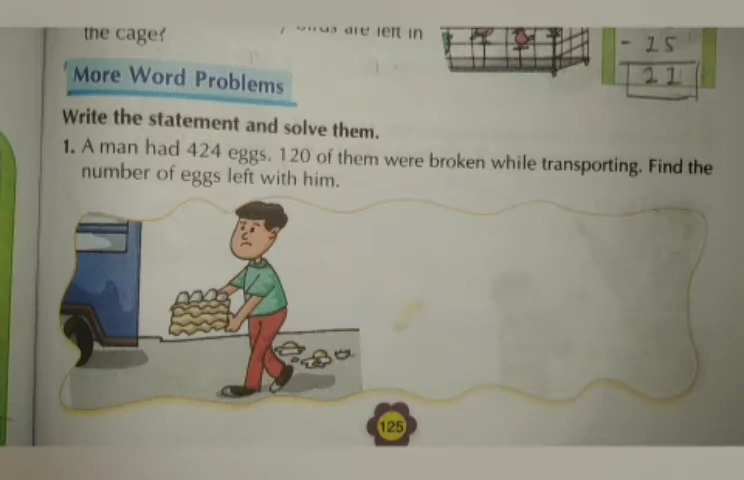 the cage?
are left in
- 15
21
More Word Problems
Write the statement and solve them.
1. A man had 424 eggs. 120 of them were broken while transporting. Find the
number of eggs left with him.
125